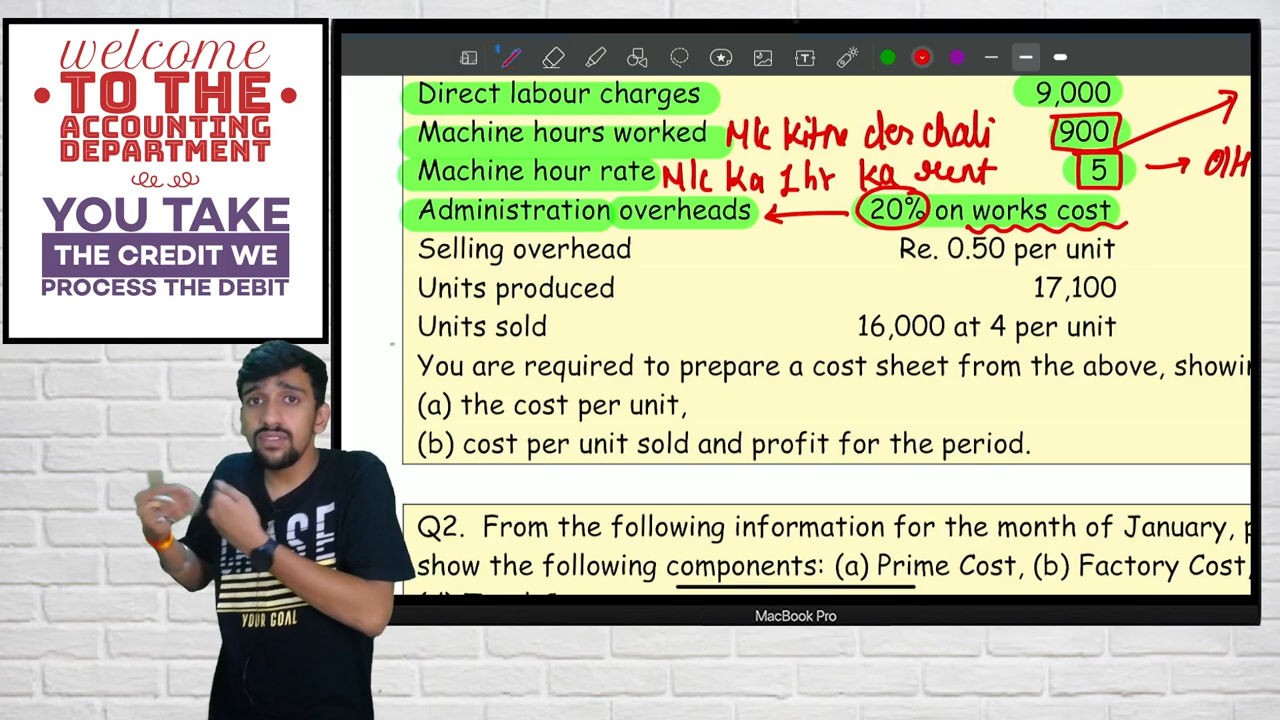 welcome
TO THE
ACCOUNTING
DEPARTMENT
YOU TAKE
THE CREDIT WE
PROCESS THE DEBIT
Direct labour charges 9,000
Machine hours worked M/c kitne der chali 900
Machine hour rate M/c ka 1 hr ka rent 5 O/H
Administration overheads 20% on works cost
Selling overhead Re. 0.50 per unit
Units produced 17,100
Units sold 16,000 at 4 per unit
You are required to prepare a cost sheet from the above, showi
(a) the cost per unit,
(b) cost per unit sold and profit for the period.
Q2. From the following information for the month of January, p
show the following components: (a) Prime Cost, (b) Factory Cost,
MacBook Pro
YOUR GOAL